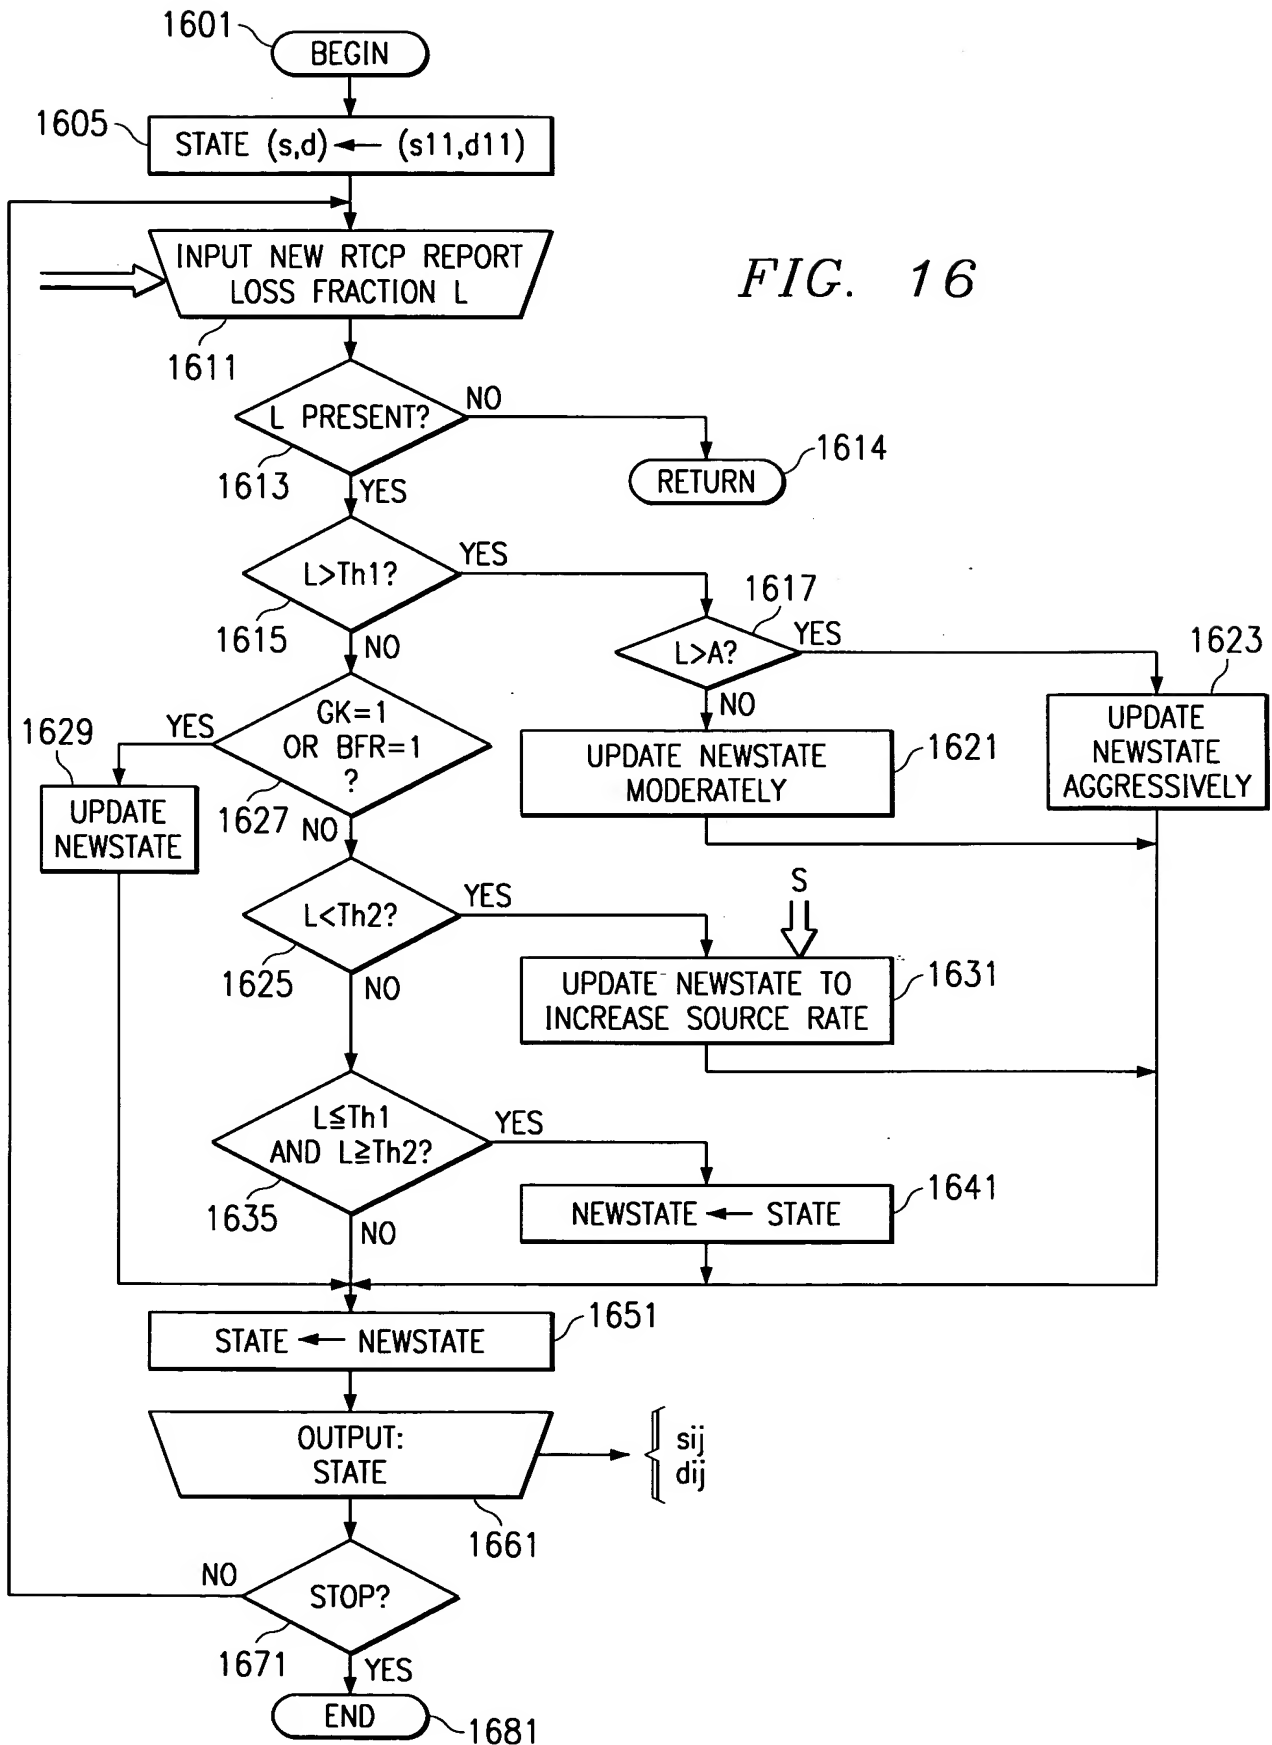 1601
BEGIN
1605
STATE (s,d) ← (s11,d11)
INPUT NEW RTCP REPORT
LOSS FRACTION L
FIG. 16
1611
L PRESENT?
NO
1613
YES
1614
RETURN
L>Th1?
YES
1615
NO
1617
L>A?
YES
NO
1623
UPDATE
NEWSTATE
AGGRESSIVELY
GK=1
OR BFR=1
?
YES
1629
1627
NO
UPDATE
NEWSTATE
UPDATE NEWSTATE
MODERATELY
1621
L<Th2?
YES
1625
NO
S
UPDATE NEWSTATE TO
INCREASE SOURCE RATE
1631
L≦Th1
AND L≧Th2?
YES
1635
NO
NEWSTATE ← STATE
1641
STATE ← NEWSTATE
1651
OUTPUT:
STATE
sij
dij
1661
NO
STOP?
1671
YES
END
1681